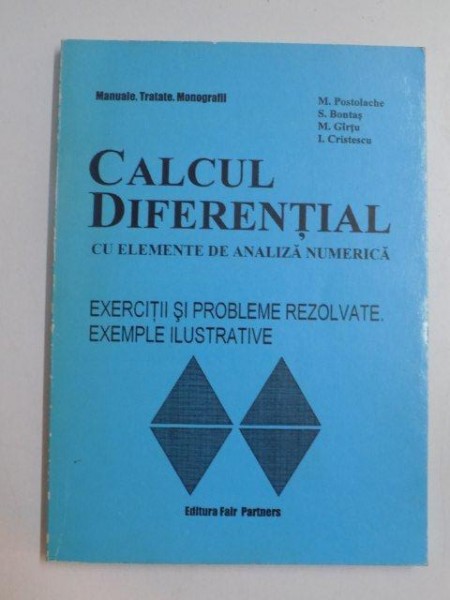 Manuale. Tratate. Monografii
M. Postolache
S. Bontaş
M. Gîrţu
I. Cristescu
CALCUL
DIFERENŢIAL
CU ELEMENTE DE ANALIZĂ NUMERICĂ
EXERCIŢII ŞI PROBLEME REZOLVATE.
EXEMPLE ILUSTRATIVE
Editura Fair Partners